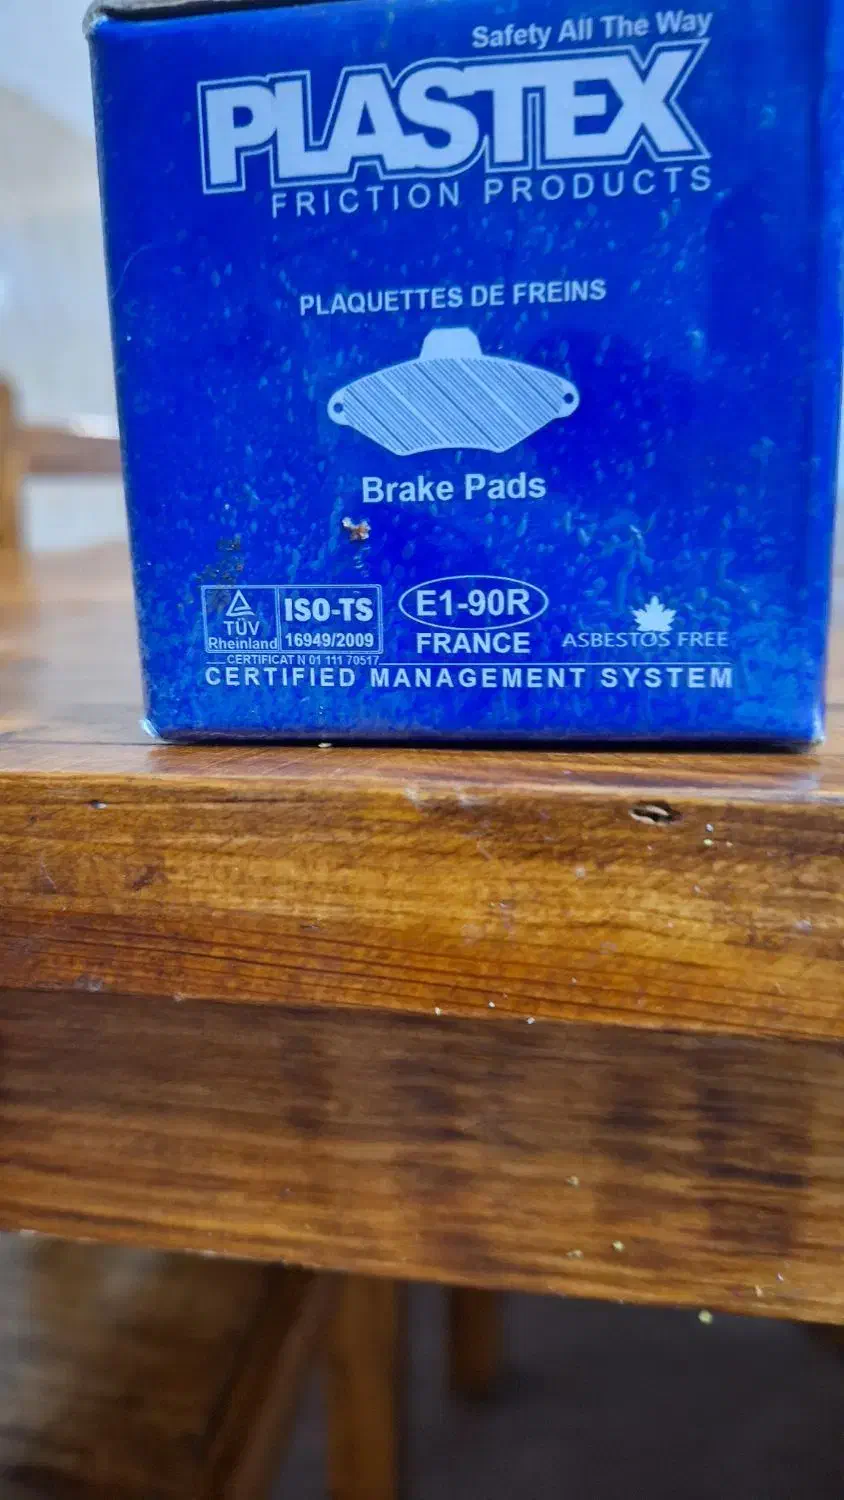 Safety All The Way
PLASTEX
FRICTION PRODUCTS
PLAQUETTES DE FREINS
Brake Pads
TÜV
Rheinland
ISO-TS
16949/2009
CERTIFICAT N 01 111 70517
E1-90R
FRANCE
ASBESTOS FREE
CERTIFIED MANAGEMENT SYSTEM